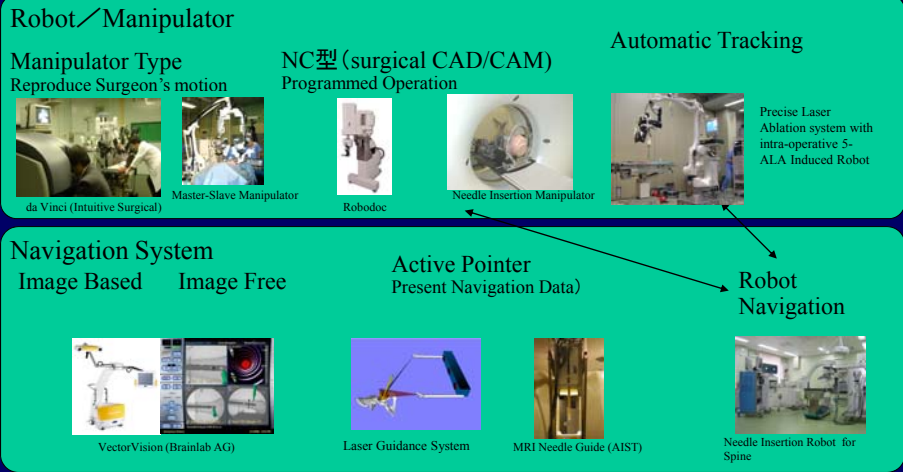 Robot／Manipulator
Manipulator Type
Reproduce Surgeon's motion
da Vinci (Intuitive Surgical)
Master-Slave Manipulator
NC型（surgical CAD/CAM)
Programmed Operation
Robodoc
Needle Insertion Manipulator
Automatic Tracking
Precise Laser
Ablation system with
intra-operative 5-
ALA Induced Robot
Navigation System
Image Based Image Free
VectorVision (Brainlab AG)
Active Pointer
Present Navigation Data）
Laser Guidance System
MRI Needle Guide (AIST)
Robot
Navigation
Needle Insertion Robot for
Spine